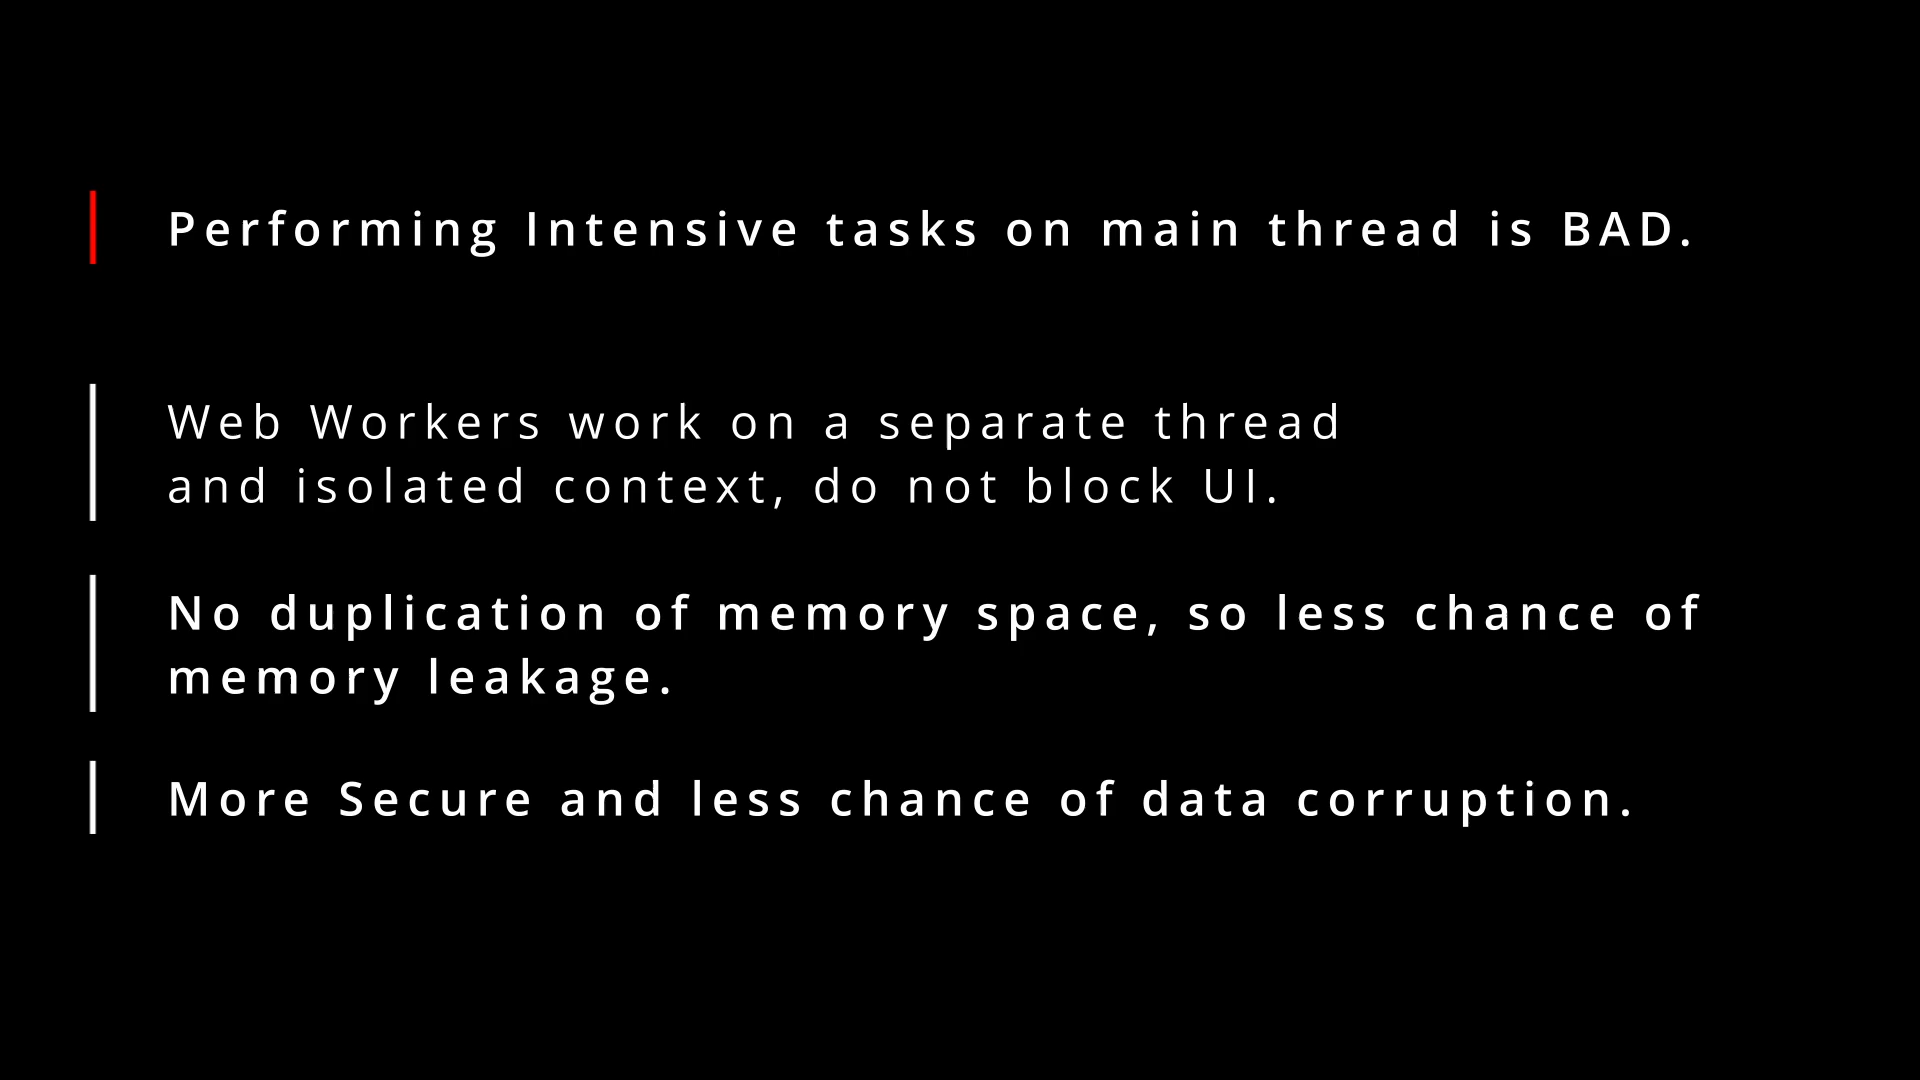 Performing Intensive tasks on main thread is BAD.
Web Workers work on a separate thread
and isolated context, do not block UI.
No duplication of memory space, so less chance of
memory leakage.
More Secure and less chance of data corruption.